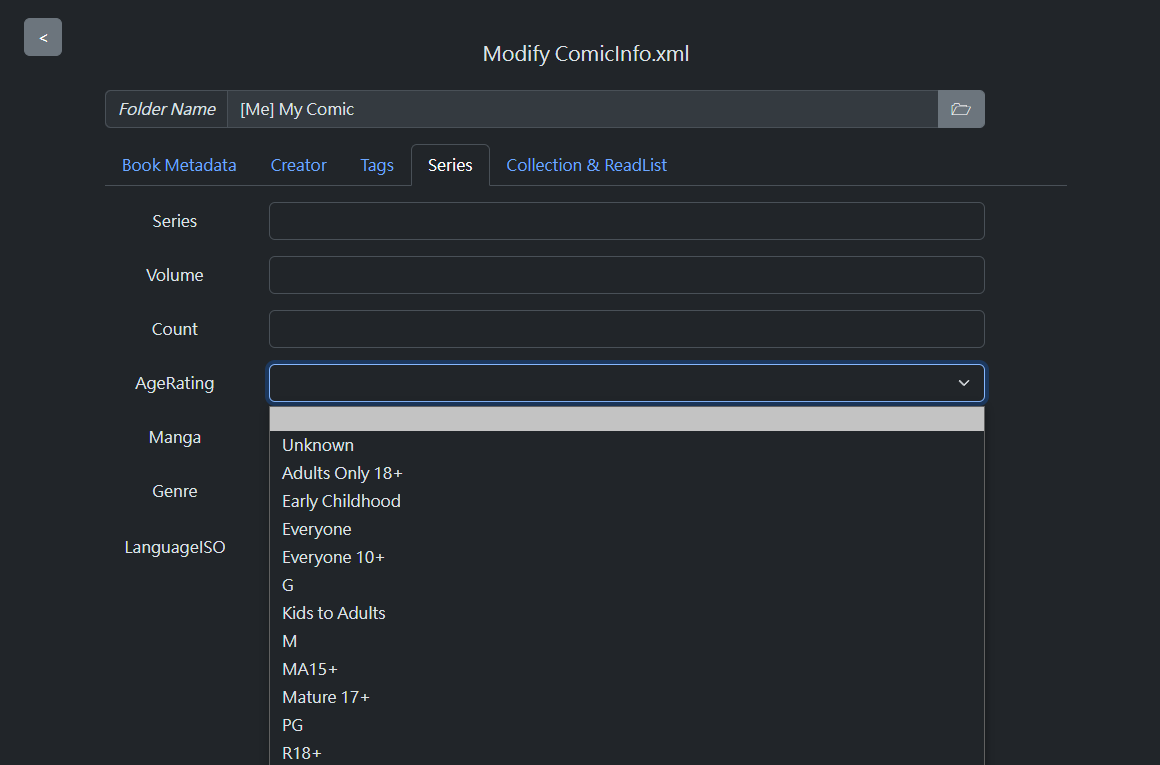 <
Modify ComicInfo.xml
Folder Name [Me] My Comic
Book Metadata Creator Tags Series Collection & ReadList
Series
Volume
Count
AgeRating
Manga
Genre
LanguageISO
Unknown
Adults Only 18+
Early Childhood
Everyone
Everyone 10+
G
Kids to Adults
M
MA15+
Mature 17+
PG
R18+